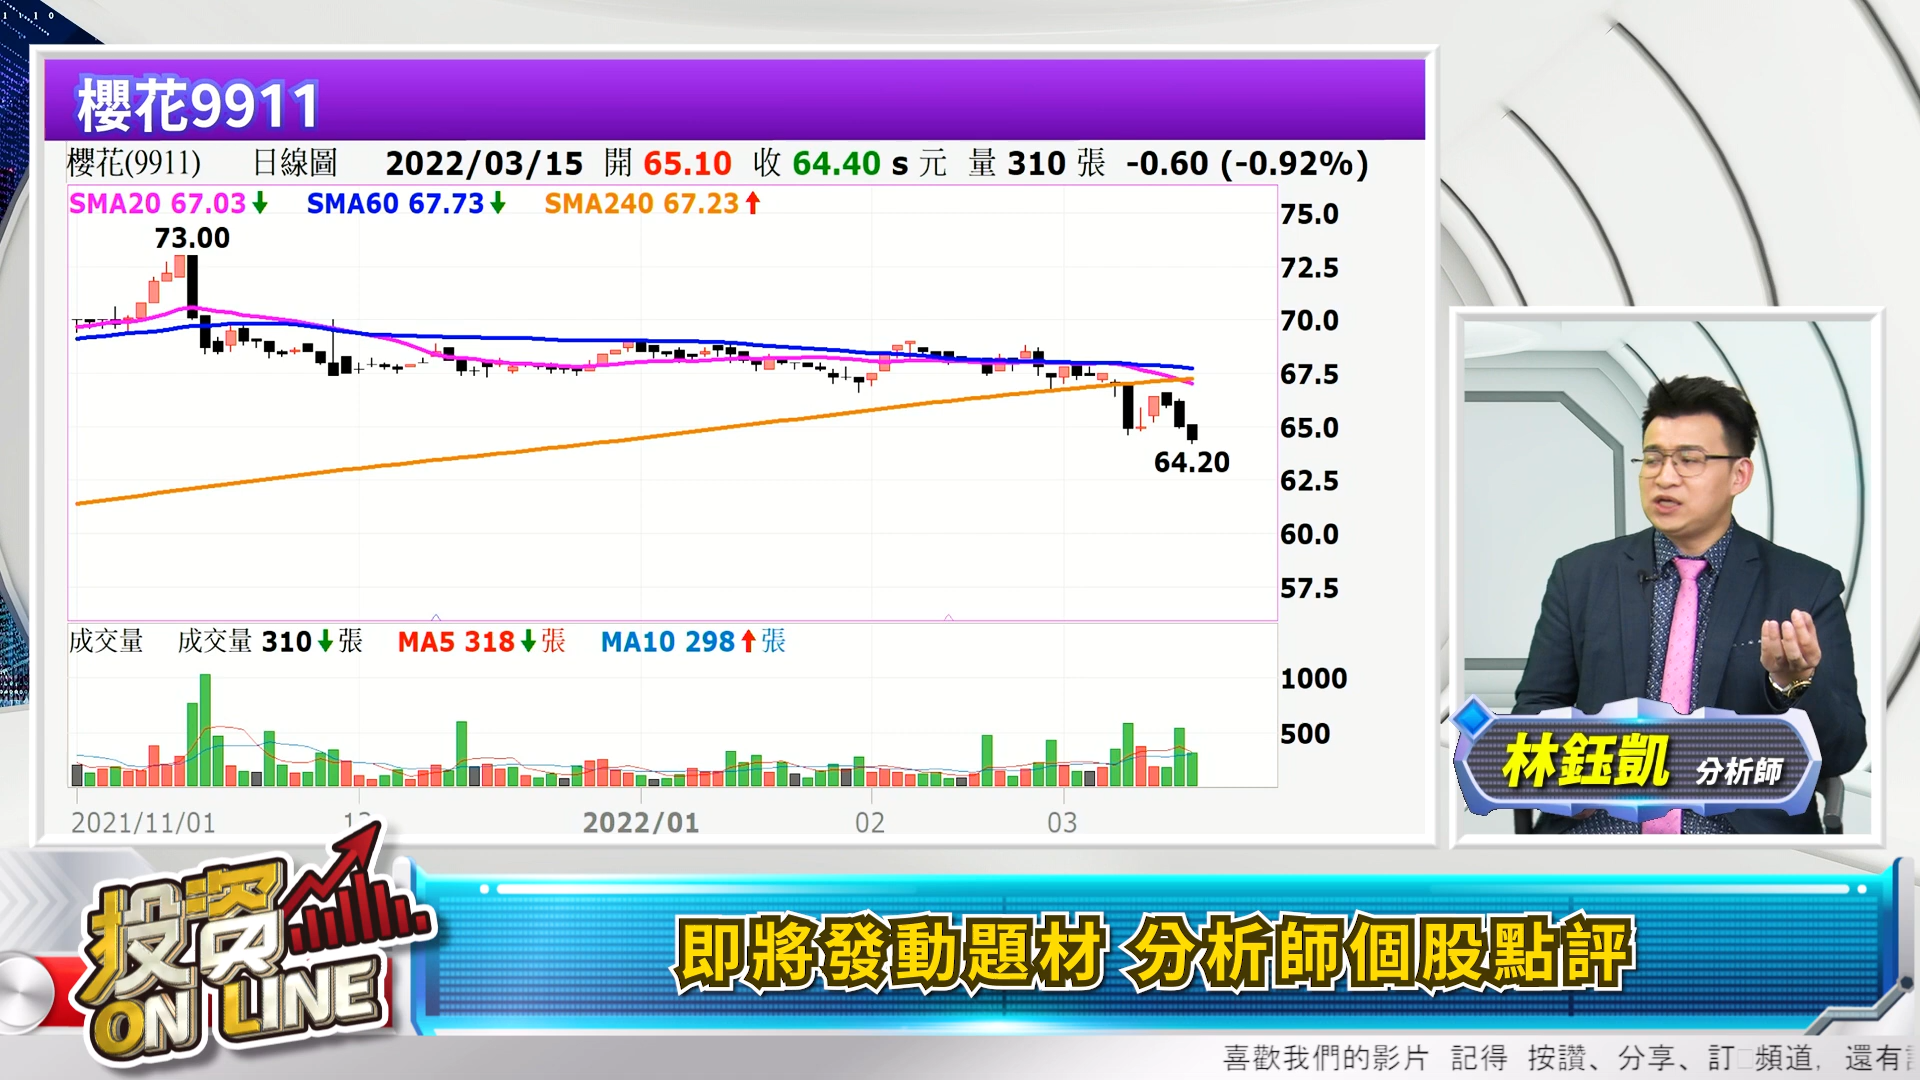 櫻花9911
櫻花(9911) 日線圖 2022/03/15 開 65.10 收 64.40 s 元 量 310 張 -0.60 (-0.92%)
SMA20 67.03↓ SMA60 67.73↓ SMA240 67.23↑
73.00
64.20
75.0
72.5
70.0
67.5
65.0
62.5
60.0
57.5
成交量 成交量 310↓張 MA5 318↓張 MA10 298↑張
1000
500
2021/11/01 2022/01 02 03
林鈺凱 分析師
投資
ON LINE
即將發動題材 分析師個股點評
喜歡我們的影片 記得 按讚、分享、訂□頻道, 還有